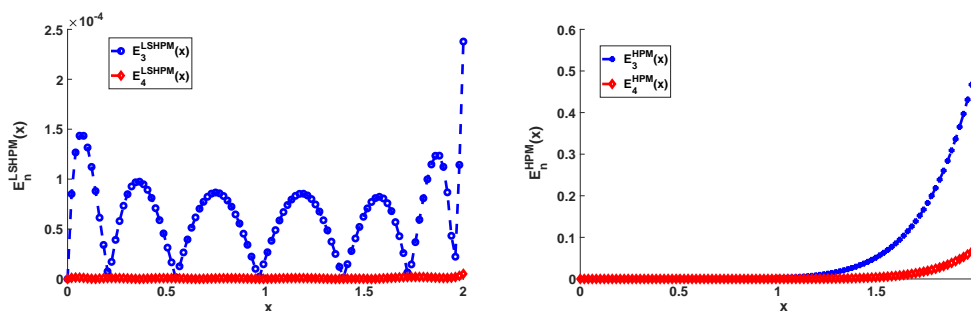 ×10⁻⁴
2.5
2
1.5
1
0.5
0
E₃^LSHPM(x)
E₄^LSHPM(x)
Eₙ^LSHPM(x)
0 0.5 1 1.5 2
x
0.6
0.5
0.4
0.3
0.2
0.1
0
E₃^HPM(x)
E₄^HPM(x)
Eₙ^HPM(x)
0 0.5 1 1.5
x